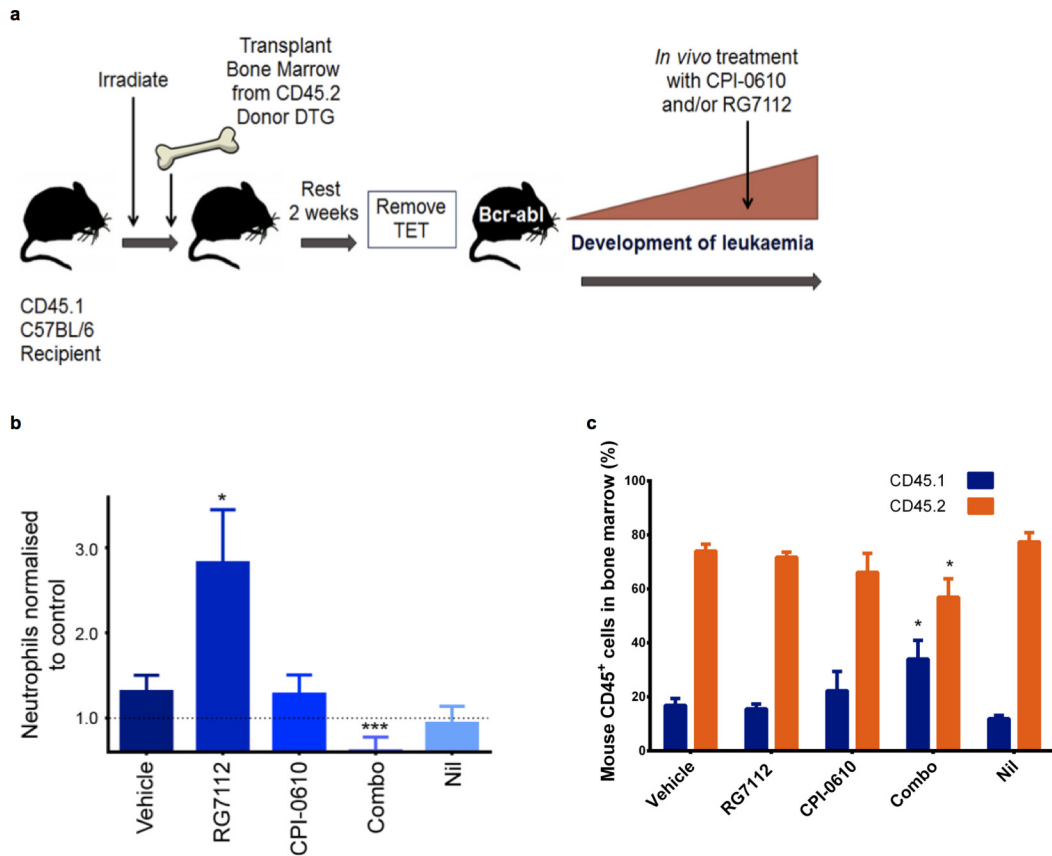 a
Irradiate
Transplant
Bone Marrow
from CD45.2
Donor DTG
In vivo treatment
with CPI-0610
and/or RG7112
Rest
2 weeks
Remove
TET
Bcr-abl
Development of leukaemia
CD45.1
C57BL/6
Recipient
b
Neutrophils normalised
to control
3.0
2.0
1.0
*
***
Vehicle
RG7112
CPI-0610
Combo
Nil
c
Mouse CD45+ cells in bone marrow (%)
100
80
60
40
20
0
CD45.1
CD45.2
*
*
Vehicle
RG7112
CPI-0610
Combo
Nil